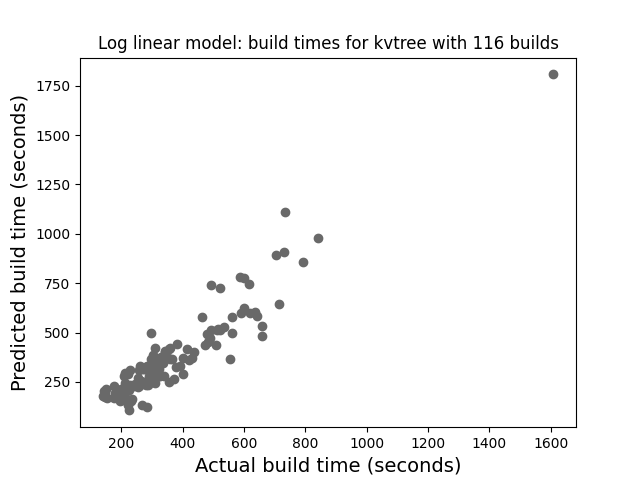 Log linear model: build times for kvtree with 116 builds
Predicted build time (seconds)
1750
1500
1250
1000
750
500
250
200 400 600 800 1000 1200 1400 1600
Actual build time (seconds)